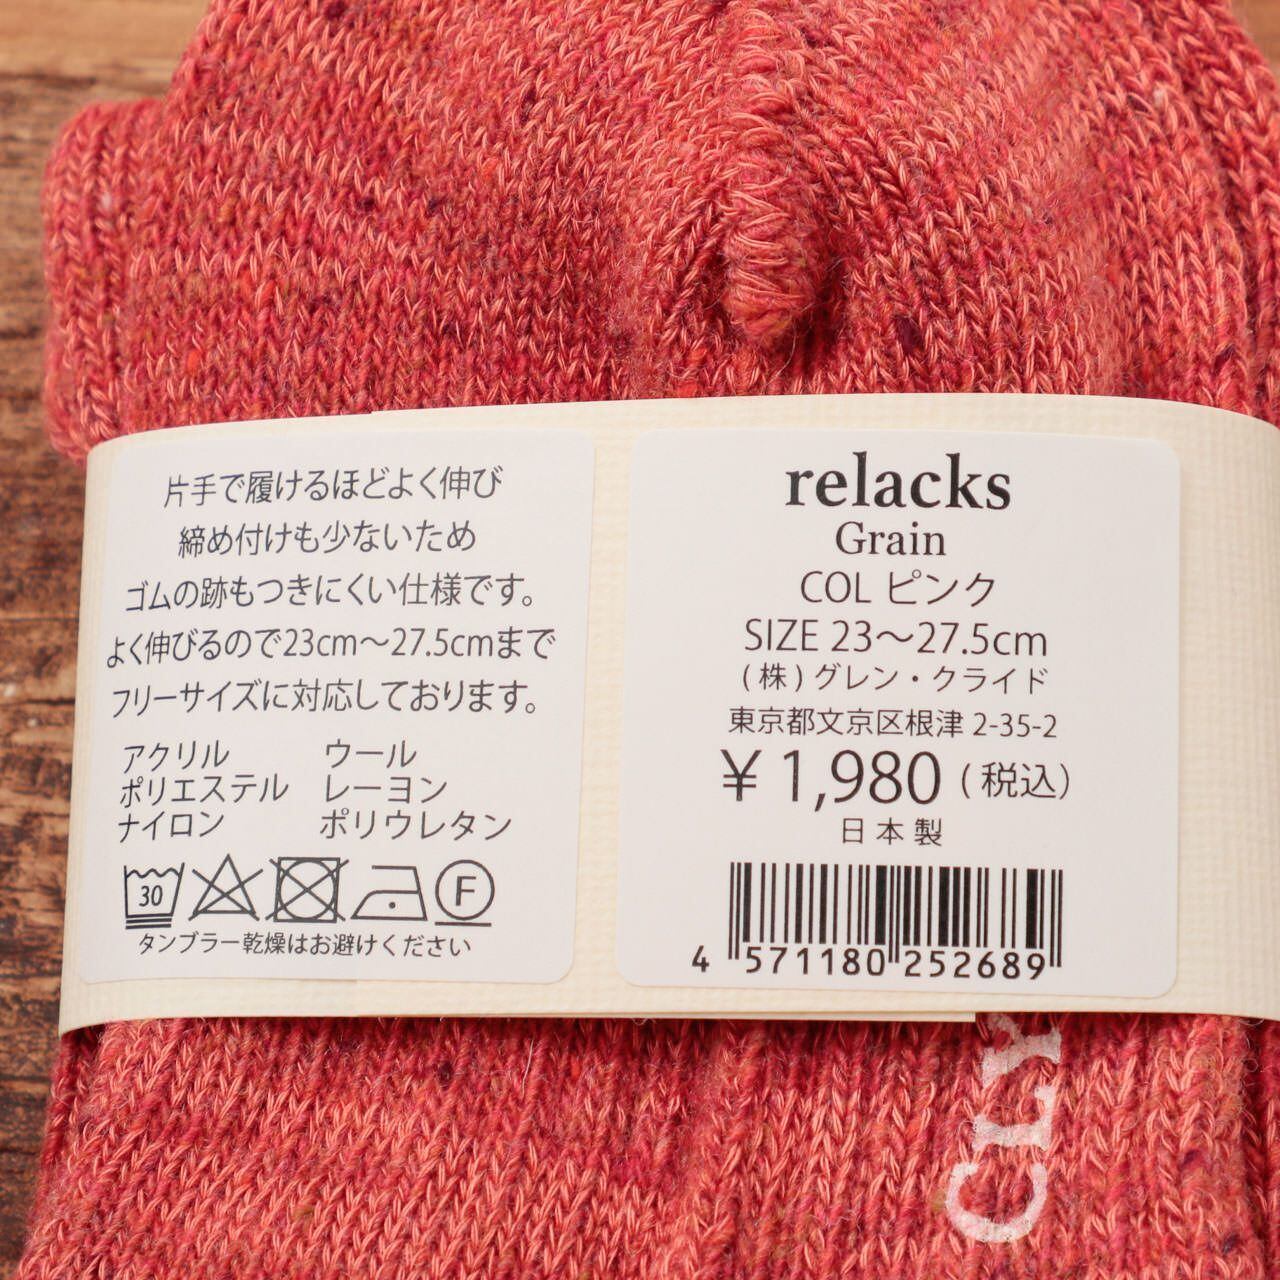 片手で履けるほどよく伸び
締め付けも少ないため
ゴムの跡もつきにくい仕様です。
よく伸びるので23cm～27.5cmまで
フリーサイズに対応しております。
アクリル ウール
ポリエステル レーヨン
ナイロン ポリウレタン
30 F
タンブラー乾燥はお避けください
relacks
Grain
COL ピンク
SIZE 23～27.5cm
(株)グレン・クライド
東京都文京区根津 2-35-2
¥ 1,980 (税込)
日本製
4 571180 252689